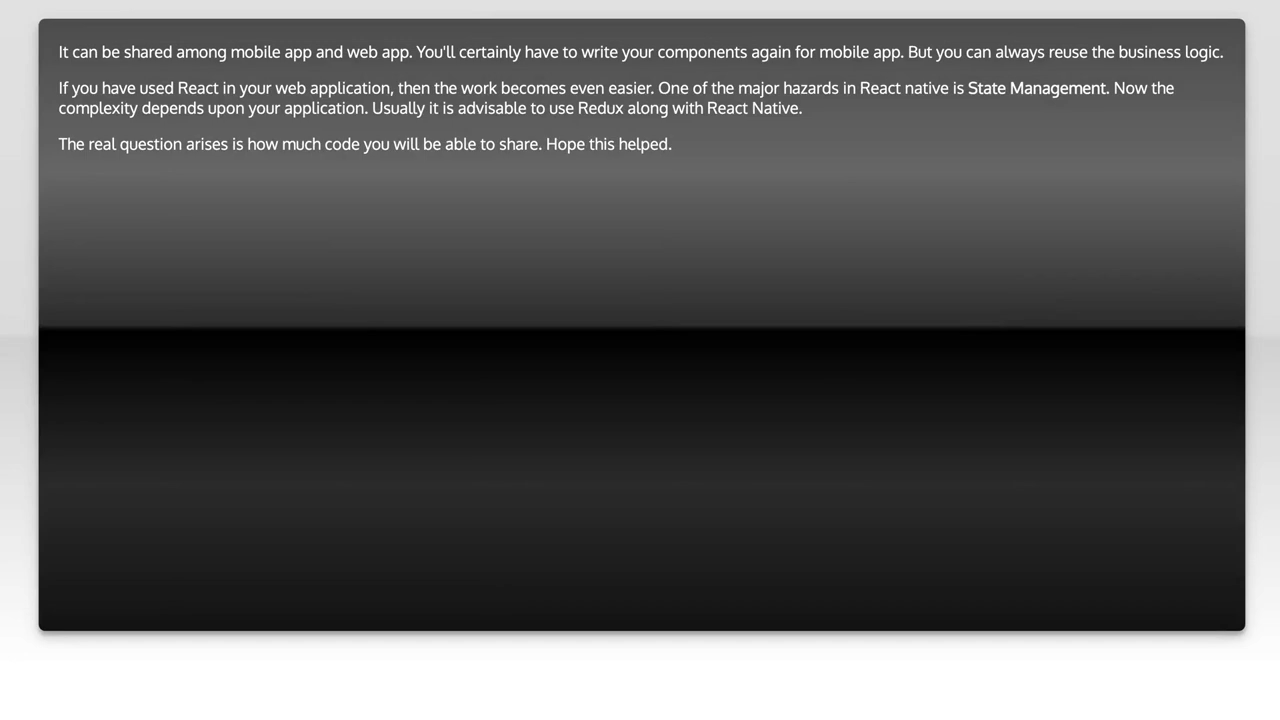 It can be shared among mobile app and web app. You'll certainly have to write your components again for mobile app. But you can always reuse the business logic.
If you have used React in your web application, then the work becomes even easier. One of the major hazards in React native is State Management. Now the
complexity depends upon your application. Usually it is advisable to use Redux along with React Native.
The real question arises is how much code you will be able to share. Hope this helped.